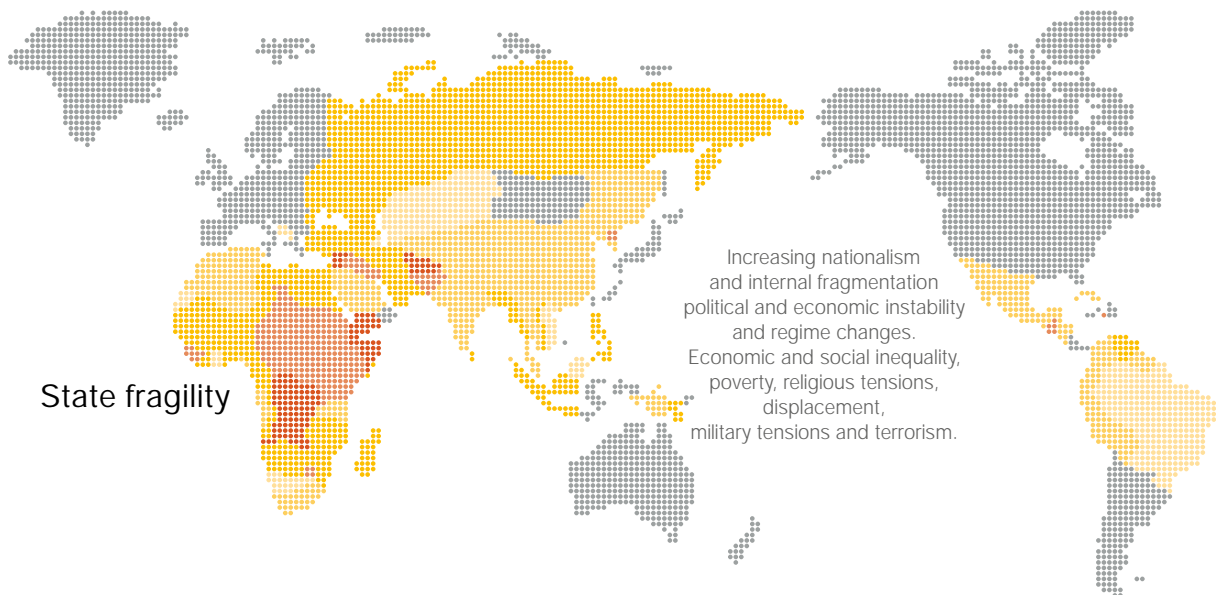 Increasing nationalism
and internal fragmentation
political and economic instability
and regime changes.
Economic and social inequality,
poverty, religious tensions,
displacement,
military tensions and terrorism.
State fragility